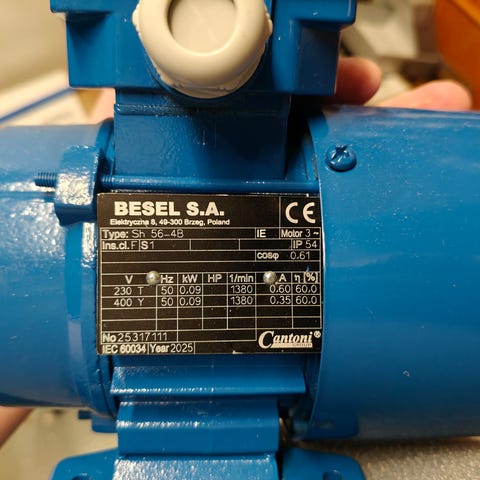 BESEL S.A.
Elektryczna 8, 49-300 Brzeg, Poland
CE
Type: Sh 56-4B IE Motor 3~
Ins.cl. F S1 IP 54
cosφ 0.61
V Hz kW HP 1/min A η [%]
230 T 50 0.09 1380 0.60 60.0
400 Y 50 0.09 1380 0.35 60.0
No 25317111
IEC 60034 Year 2025
Cantoni®